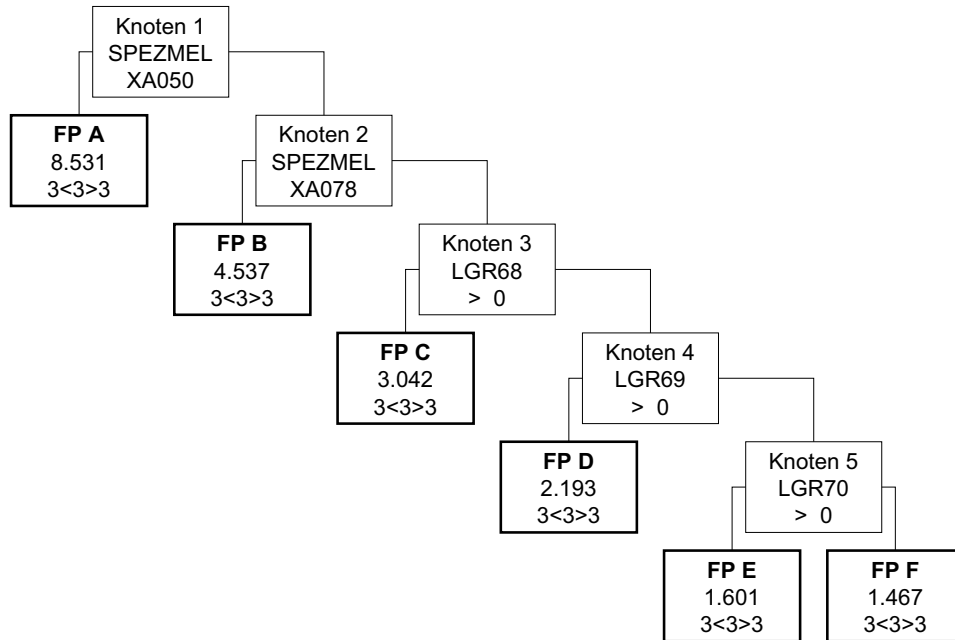 Knoten 1
SPEZMEL
XA050
FP A
8.531
3<3>3
Knoten 2
SPEZMEL
XA078
FP B
4.537
3<3>3
Knoten 3
LGR68
> 0
FP C
3.042
3<3>3
Knoten 4
LGR69
> 0
FP D
2.193
3<3>3
Knoten 5
LGR70
> 0
FP E
1.601
3<3>3
FP F
1.467
3<3>3